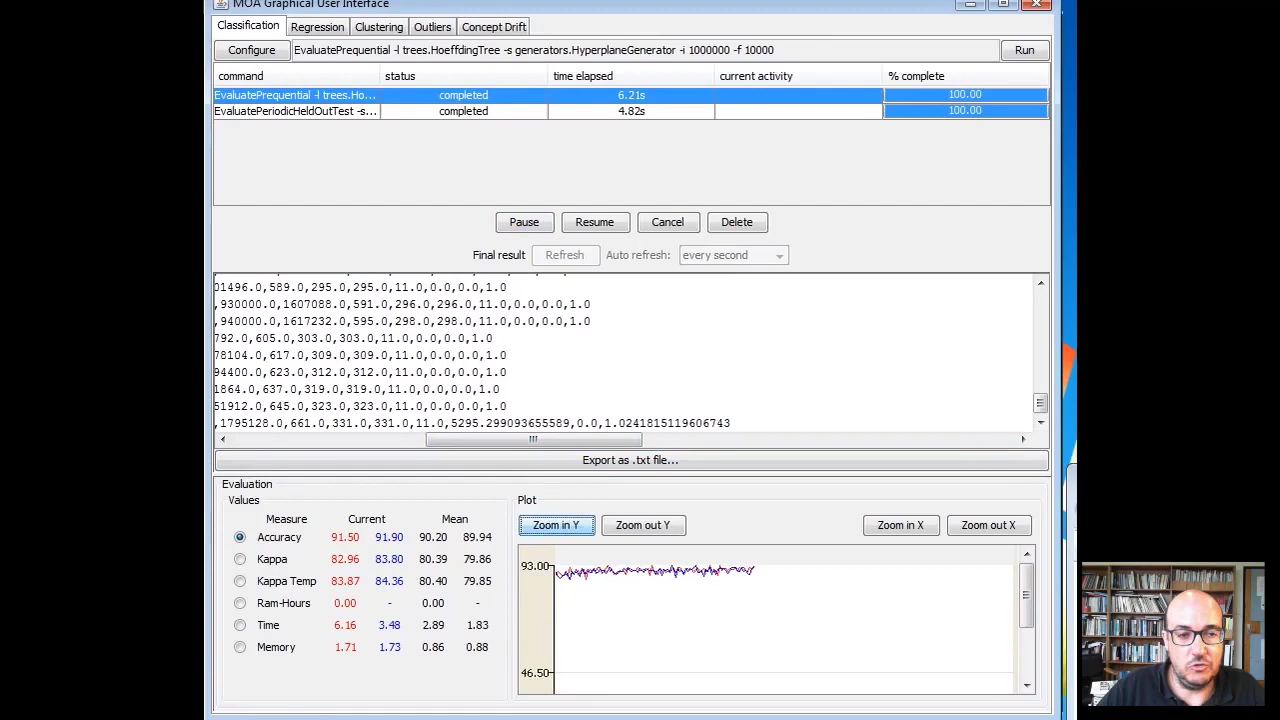 MOA Graphical User Interface
Classification Regression Clustering Outliers Concept Drift
Configure EvaluatePrequential -l trees.HoeffdingTree -s generators.HyperplaneGenerator -i 1000000 -f 10000 Run
command status time elapsed current activity % complete
EvaluatePrequential -l trees.Ho... completed 6.21s 100.00
EvaluatePeriodicHeldOutTest -s... completed 4.82s 100.00
Pause Resume Cancel Delete
Final result Refresh Auto refresh: every second
01496.0,589.0,295.0,295.0,11.0,0.0,0.0,1.0
,930000.0,1607088.0,591.0,296.0,296.0,11.0,0.0,0.0,1.0
,940000.0,1617232.0,595.0,298.0,298.0,11.0,0.0,0.0,1.0
792.0,605.0,303.0,303.0,11.0,0.0,0.0,1.0
78104.0,617.0,309.0,309.0,11.0,0.0,0.0,1.0
94400.0,623.0,312.0,312.0,11.0,0.0,0.0,1.0
1864.0,637.0,319.0,319.0,11.0,0.0,0.0,1.0
51912.0,645.0,323.0,323.0,11.0,0.0,0.0,1.0
,1795128.0,661.0,331.0,331.0,11.0,5295.299093655589,0.0,1.0241815119606743
Export as .txt file...
Evaluation
Values
Measure Current Mean
Accuracy 91.50 91.90 90.20 89.94
Kappa 82.96 83.80 80.39 79.86
Kappa Temp 83.87 84.36 80.40 79.85
Ram-Hours 0.00 - 0.00 -
Time 6.16 3.48 2.89 1.83
Memory 1.71 1.73 0.86 0.88
Plot
Zoom in Y Zoom out Y Zoom in X Zoom out X
93.00
46.50